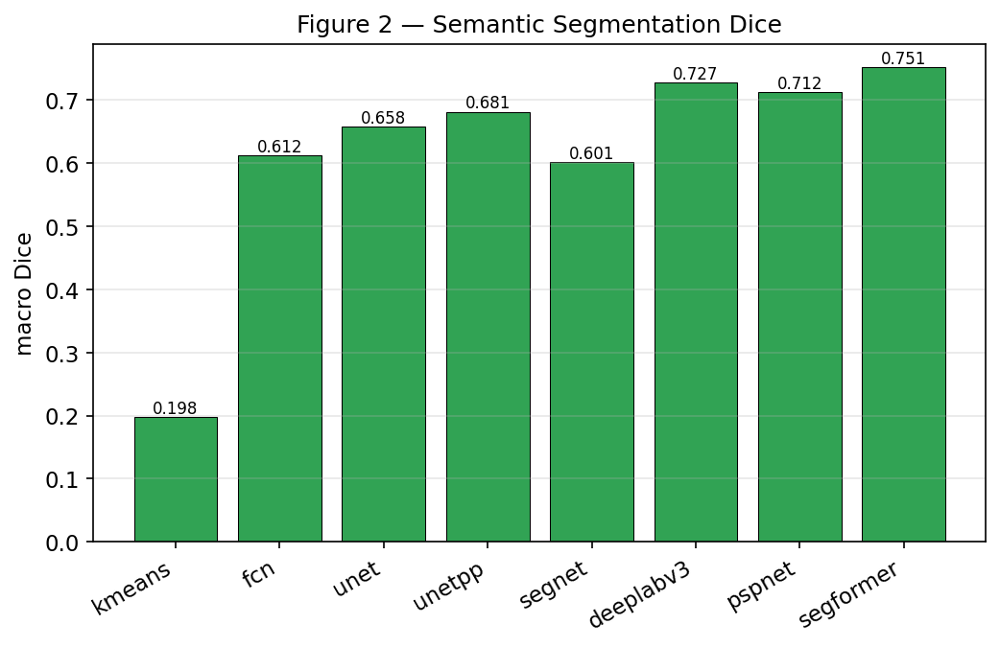 Figure 2 — Semantic Segmentation Dice
macro Dice
0.7
0.6
0.5
0.4
0.3
0.2
0.1
0.0
0.198
0.612
0.658
0.681
0.601
0.727
0.712
0.751
kmeans
fcn
unet
unetpp
segnet
deeplabv3
pspnet
segformer